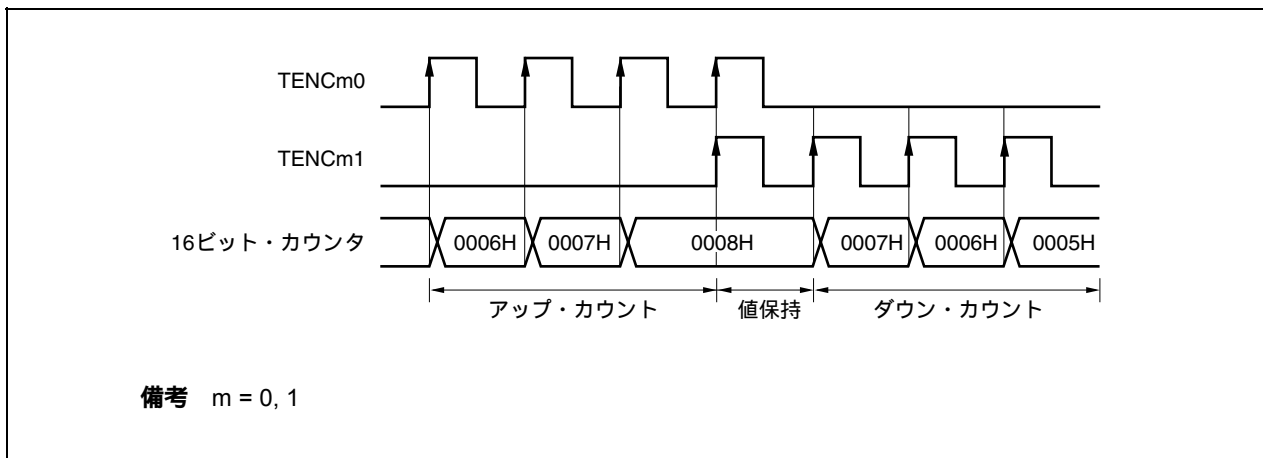 TENCm0
TENCm1
16ビット・カウンタ 0006H 0007H 0008H 0007H 0006H 0005H
アップ・カウント 値保持 ダウン・カウント
備考 m = 0, 1